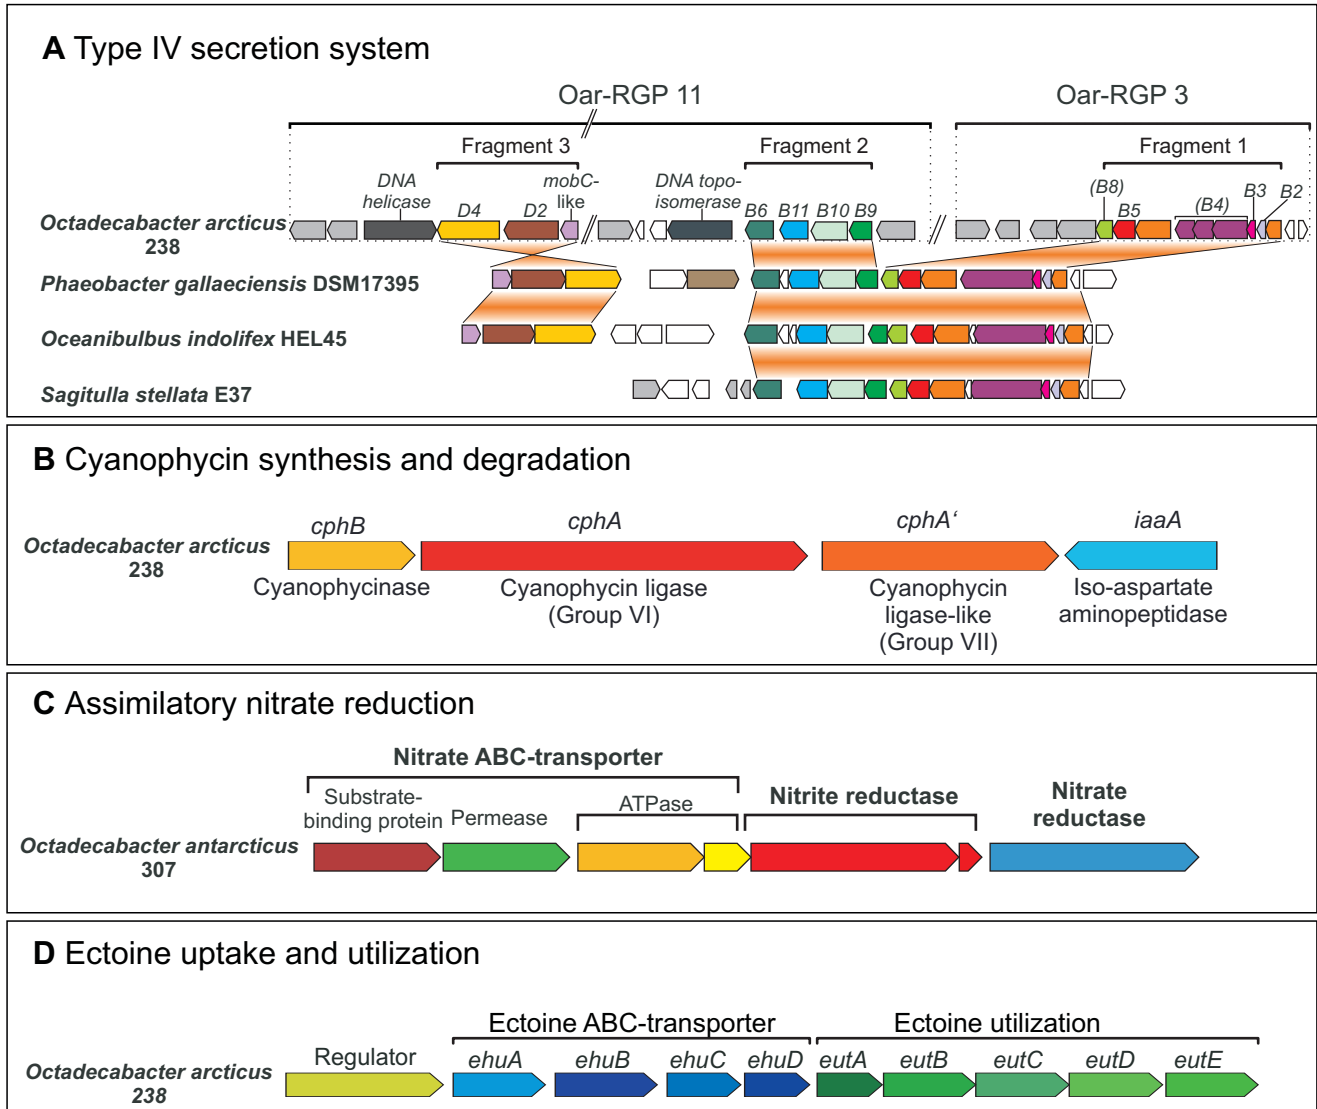 A Type IV secretion system
Oar-RGP 11
Oar-RGP 3
Fragment 3
Fragment 2
Fragment 1
DNA
helicase
D4
D2
mobC-
like
DNA topo-
isomerase
B6
B11
B10
B9
(B8)
B5
(B4)
B3
B2
Octadecabacter arcticus
238
Phaeobacter gallaeciensis DSM17395
Oceanibulbus indolifex HEL45
Sagitulla stellata E37
B Cyanophycin synthesis and degradation
cphB
cphA
cphA‘
iaaA
Octadecabacter arcticus
238
Cyanophycinase
Cyanophycin ligase
(Group VI)
Cyanophycin
ligase-like
(Group VII)
Iso-aspartate
aminopeptidase
C Assimilatory nitrate reduction
Nitrate ABC-transporter
Substrate-
binding protein
Permease
ATPase
Nitrite reductase
Nitrate
reductase
Octadecabacter antarcticus
307
D Ectoine uptake and utilization
Ectoine ABC-transporter
Ectoine utilization
Regulator
ehuA
ehuB
ehuC
ehuD
eutA
eutB
eutC
eutD
eutE
Octadecabacter arcticus
238